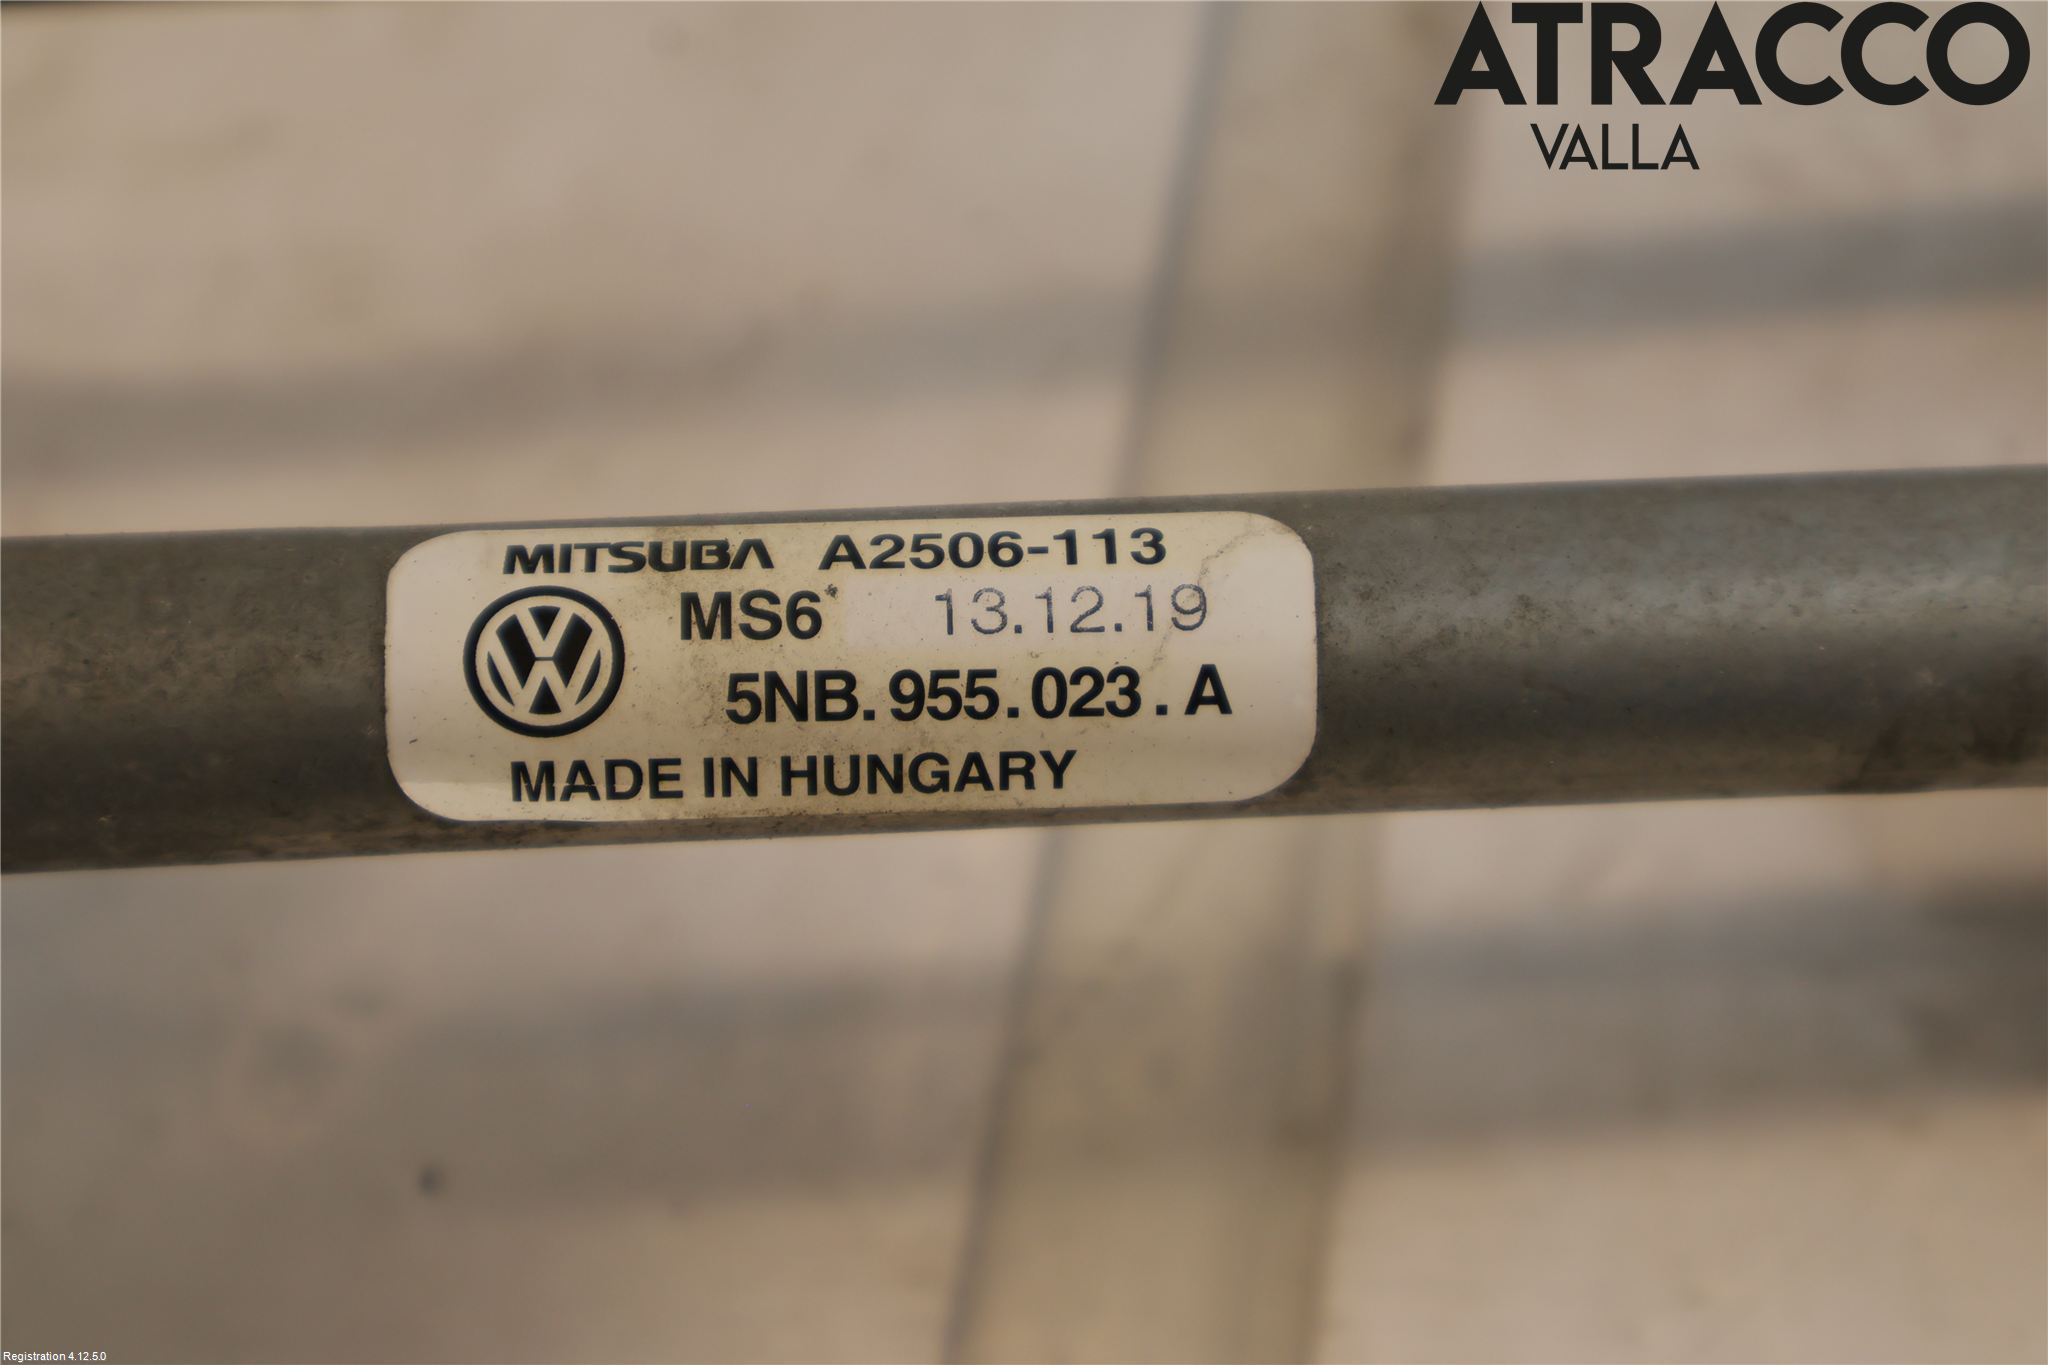 ATRACCO
VALLA
MITSUBA A2506-113
MS6 13.12.19
5NB.955.023.A
MADE IN HUNGARY
Registration 4.12.5.0